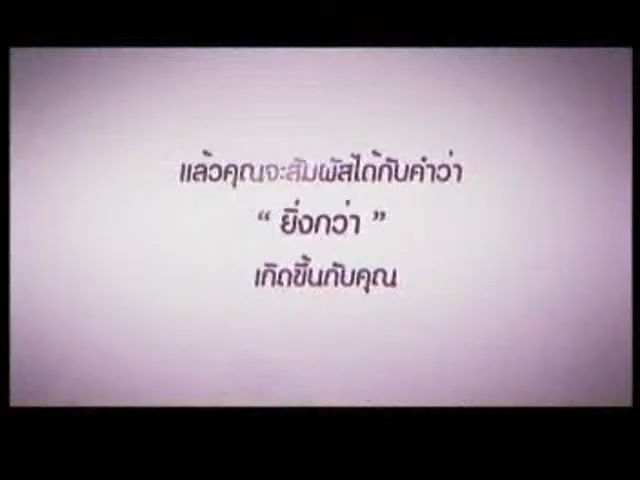 แล้วคุณจะสัมผัสได้กับคำว่า
“ ยิ่งกว่า ”
เกิดขึ้นกับคุณ